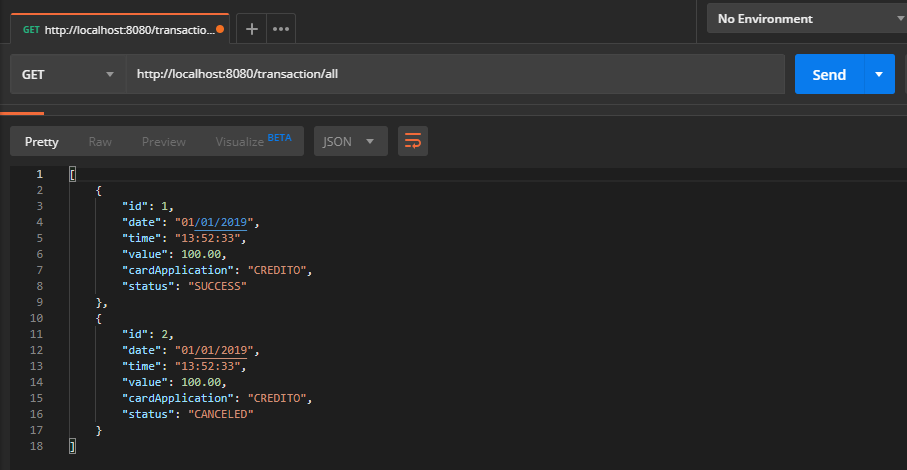 GET http://localhost:8080/transactio...
No Environment
GET http://localhost:8080/transaction/all Send
Pretty Raw Preview Visualize BETA JSON
1 [
2 {
3 "id": 1,
4 "date": "01/01/2019",
5 "time": "13:52:33",
6 "value": 100.00,
7 "cardApplication": "CREDITO",
8 "status": "SUCCESS"
9 },
10 {
11 "id": 2,
12 "date": "01/01/2019",
13 "time": "13:52:33",
14 "value": 100.00,
15 "cardApplication": "CREDITO",
16 "status": "CANCELED"
17 }
18 ]